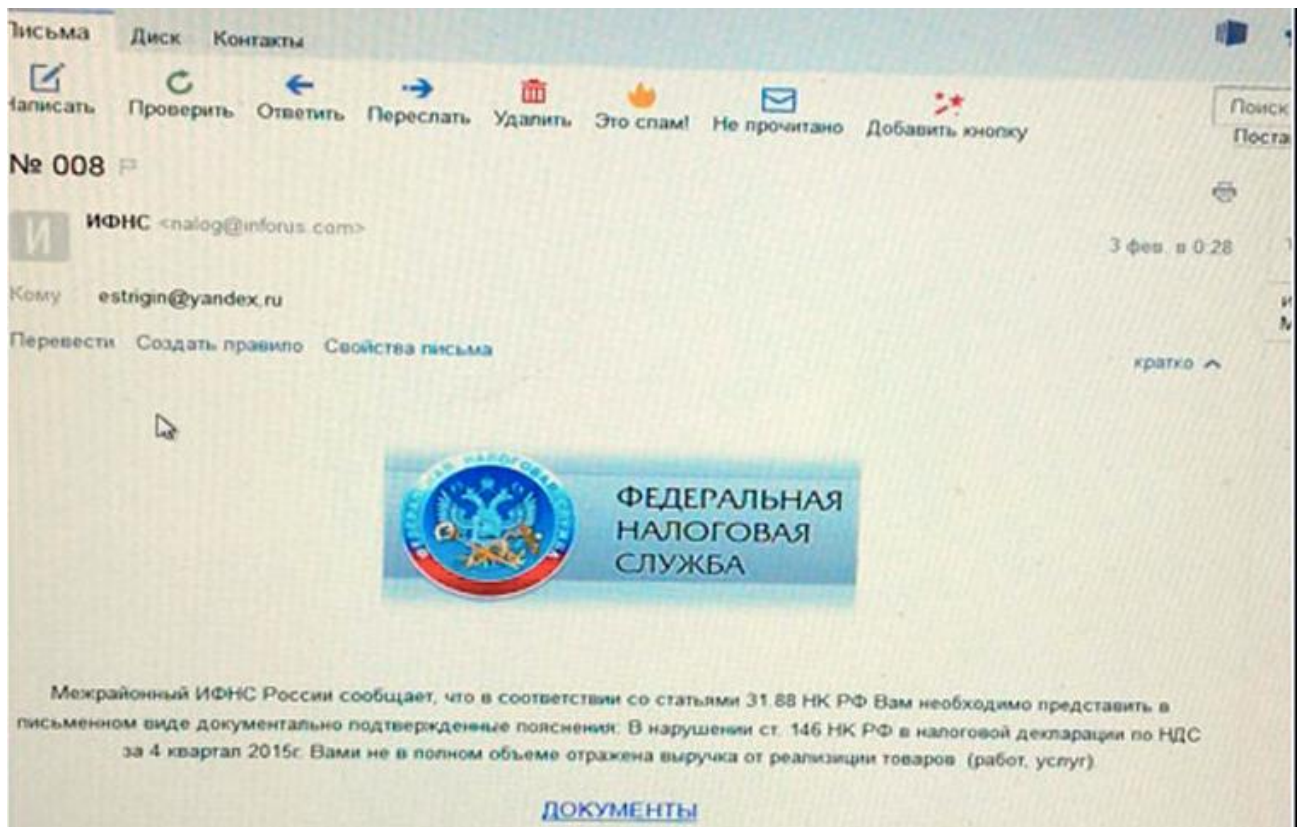 Письма Диск Контакты
Написать Проверить Ответить Переслать Удалить Это спам! Не прочитано Добавить кнопку
Поиск
№ 008
ИФНС <nalog@inforus.com>
3 фев. в 0:28
И
Кому estrigin@yandex.ru
Перевести Создать правило Свойства письма
кратко
ФЕДЕРАЛЬНАЯ НАЛОГОВАЯ СЛУЖБА
ФЕДЕРАЛЬНАЯ
НАЛОГОВАЯ
СЛУЖБА
Межрайонный ИФНС России сообщает, что в соответствии со статьями 31.88 НК РФ Вам необходимо представить в
письменном виде документально подтвержденные пояснения: В нарушении ст. 146 НК РФ в налоговой декларации по НДС
за 4 квартал 2015г. Вами не в полном объеме отражена выручка от реализиции товаров (работ, услуг)
ДОКУМЕНТЫ